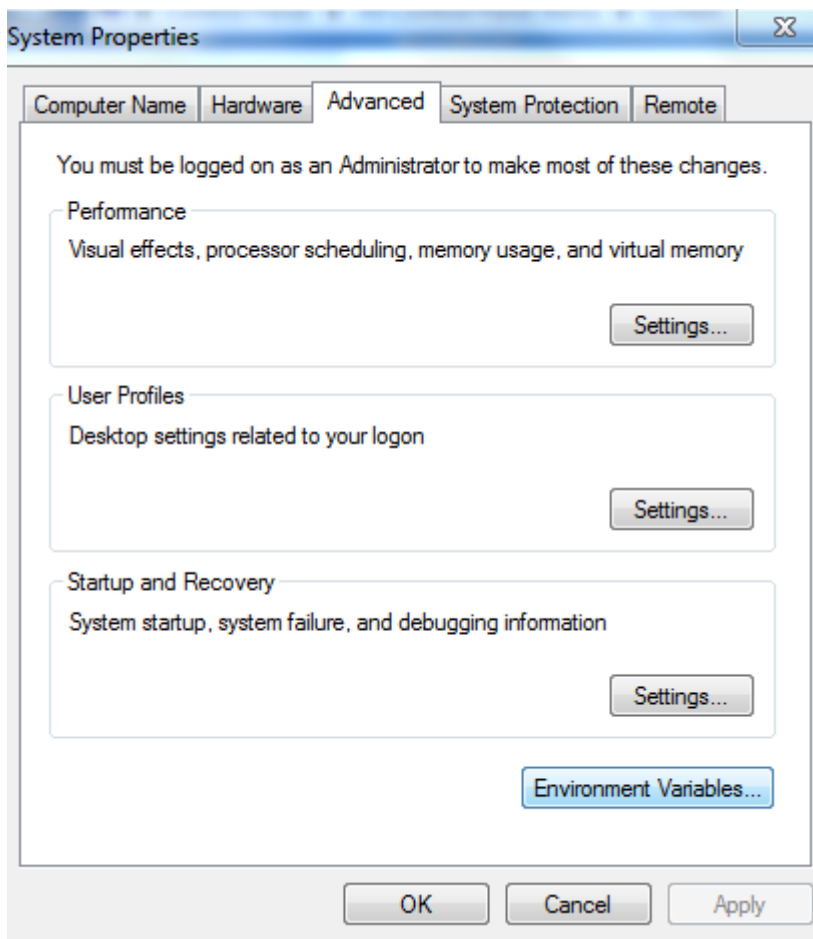 System Properties
Computer Name Hardware Advanced System Protection Remote
You must be logged on as an Administrator to make most of these changes.
Performance
Visual effects, processor scheduling, memory usage, and virtual memory
Settings...
User Profiles
Desktop settings related to your logon
Settings...
Startup and Recovery
System startup, system failure, and debugging information
Settings...
Environment Variables...
OK Cancel Apply